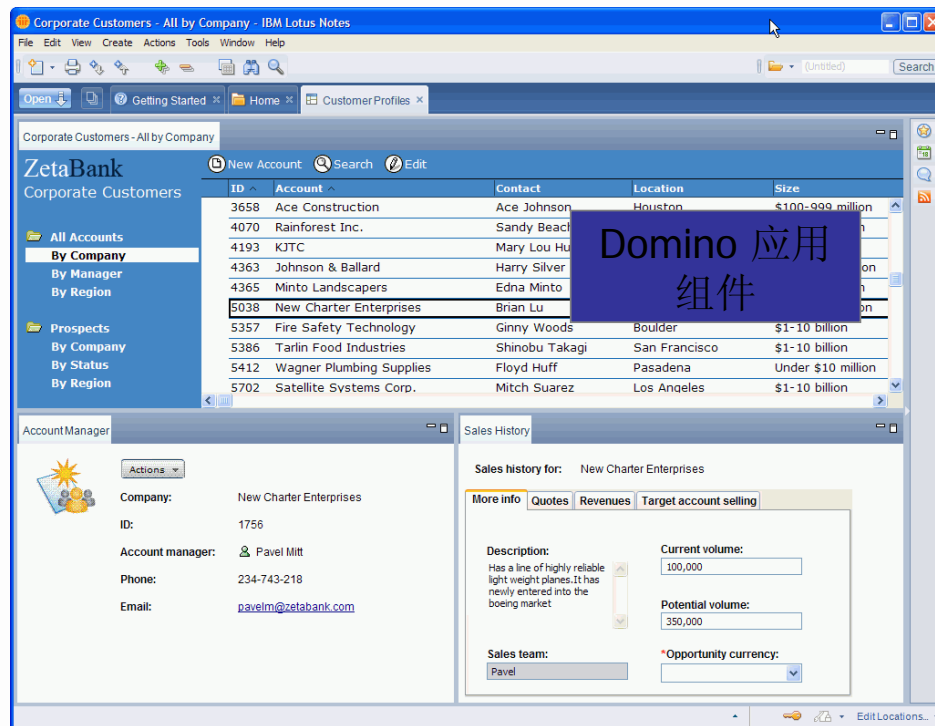 Corporate Customers - All by Company - IBM Lotus Notes
File Edit View Create Actions Tools Window Help
(Untitled) Search
Open Getting Started Home Customer Profiles
Corporate Customers - All by Company
ZetaBank
Corporate Customers
New Account Search Edit
ID Account Contact Location Size
3658 Ace Construction Ace Johnson Houston $100-999 million
4070 Rainforest Inc. Sandy Beach
4193 KJTC Mary Lou Hu
4363 Johnson & Ballard Harry Silver
4365 Minto Landscapers Edna Minto
5038 New Charter Enterprises Brian Lu
5357 Fire Safety Technology Ginny Woods Boulder $1-10 billion
5386 Tarlin Food Industries Shinobu Takagi San Francisco $1-10 billion
5412 Wagner Plumbing Supplies Floyd Huff Pasadena Under $10 million
5702 Satellite Systems Corp. Mitch Suarez Los Angeles $1-10 billion
All Accounts
By Company
By Manager
By Region
Prospects
By Company
By Status
By Region
Domino 应用
组件
Account Manager
Actions
Company: New Charter Enterprises
ID: 1756
Account manager: Pavel Mitt
Phone: 234-743-218
Email: pavelm@zetabank.com
Sales History
Sales history for: New Charter Enterprises
More info Quotes Revenues Target account selling
Description:
Has a line of highly reliable
light weight planes.It has
newly entered into the
boeing market
Current volume:
100,000
Potential volume:
350,000
Sales team:
Pavel
*Opportunity currency:
Edit Locations...